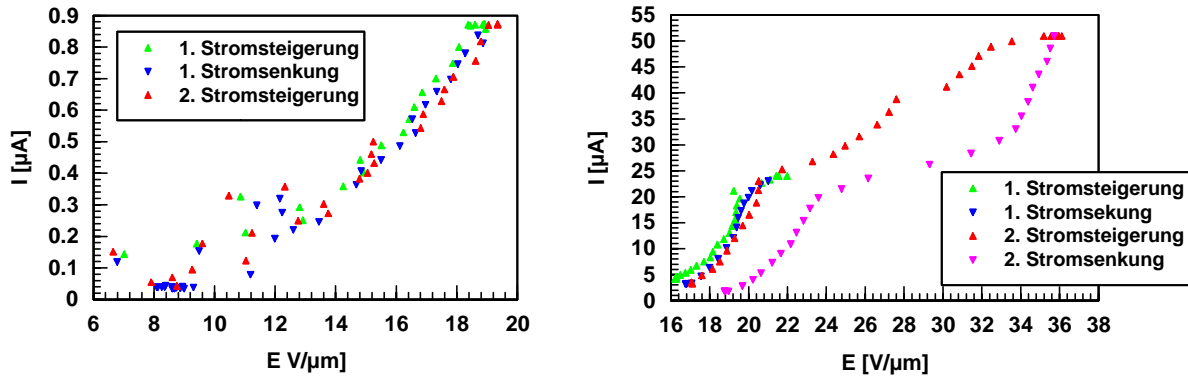 0.9
0.8
0.7
0.6
0.5
0.4
0.3
0.2
0.1
0
I [µA]
1. Stromsteigerung
1. Stromsenkung
2. Stromsteigerung
6 8 10 12 14 16 18 20
E V/µm]
55
50
45
40
35
30
25
20
15
10
5
0
I [µA]
1. Stromsteigerung
1. Stromsekung
2. Stromsteigerung
2. Stromsenkung
16 18 20 22 24 26 28 30 32 34 36 38
E [V/µm]